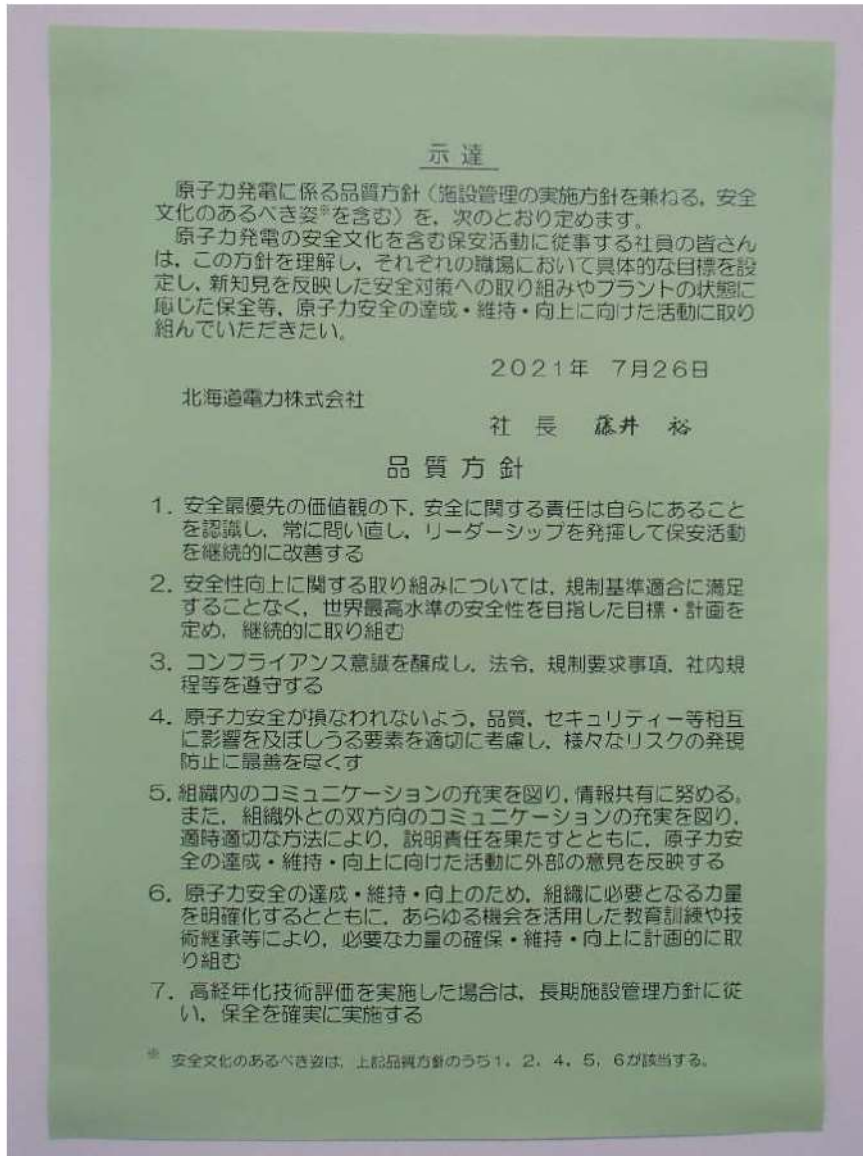 示達
原子力発電に係る品質方針（施設管理の実施方針を兼ねる，安全
文化のあるべき姿※を含む）を，次のとおり定めます。
原子力発電の安全文化を含む保安活動に従事する社員の皆さん
は，この方針を理解し，それぞれの職場において具体的な目標を設
定し，新知見を反映した安全対策への取り組みやプラントの状態に
応じた保全等，原子力安全の達成・維持・向上に向けた活動に取り
組んでいただきたい。
２０２１年 ７月２６日
北海道電力株式会社
社 長 藤井 裕
品質方針
１．安全最優先の価値観の下，安全に関する責任は自らにあること
を認識し，常に問い直し，リーダーシップを発揮して保安活動
を継続的に改善する
２．安全性向上に関する取り組みについては，規制基準適合に満足
することなく，世界最高水準の安全性を目指した目標・計画を
定め，継続的に取り組む
３．コンプライアンス意識を醸成し，法令，規制要求事項，社内規
程等を遵守する
４．原子力安全が損なわれないよう，品質，セキュリティー等相互
に影響を及ぼしうる要素を適切に考慮し，様々なリスクの発現
防止に最善を尽くす
５．組織内のコミュニケーションの充実を図り，情報共有に努める。
また，組織外との双方向のコミュニケーションの充実を図り，
適時適切な方法により，説明責任を果たすとともに，原子力安
全の達成・維持・向上に向けた活動に外部の意見を反映する
６．原子力安全の達成・維持・向上のため，組織に必要となる力量
を明確化するとともに，あらゆる機会を活用した教育訓練や技
術継承等により，必要な力量の確保・維持・向上に計画的に取
り組む
７．高経年化技術評価を実施した場合は，長期施設管理方針に従
い，保全を確実に実施する
※ 安全文化のあるべき姿は，上記品質方針のうち１，２，４，５，６が該当する。